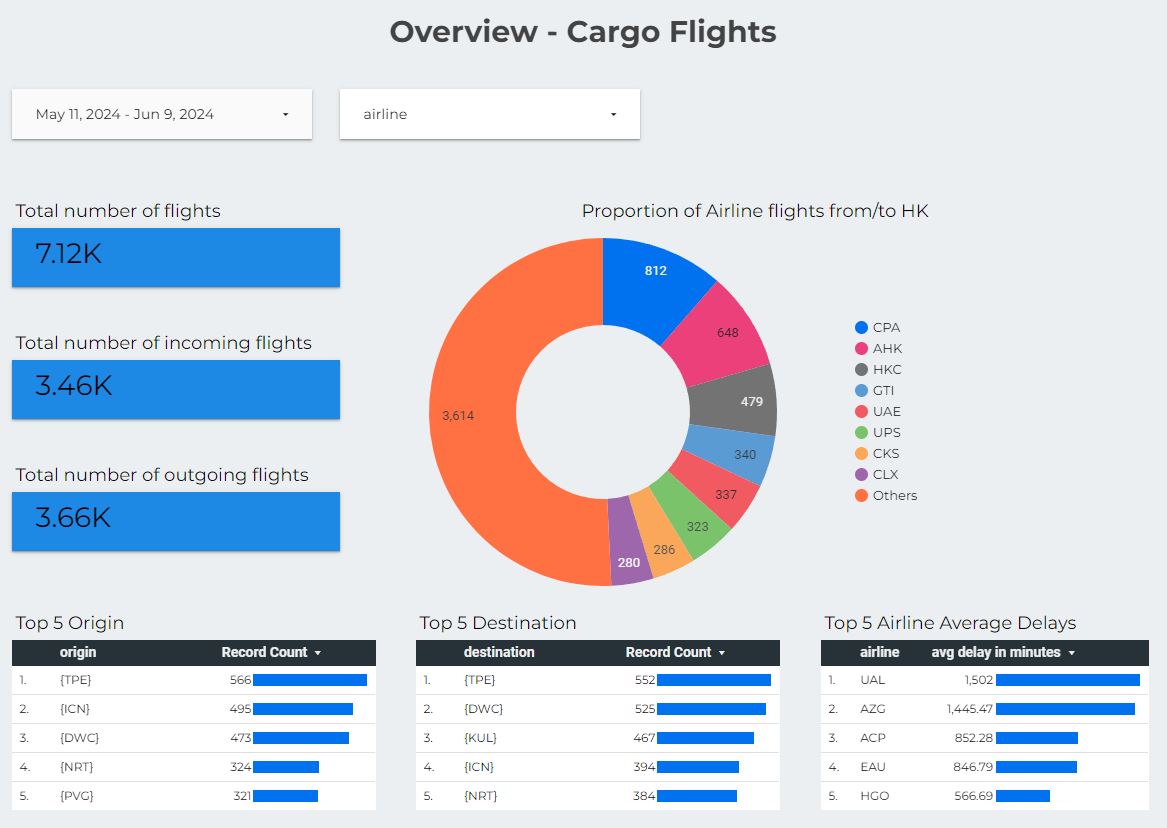 Overview - Cargo Flights
May 11, 2024 - Jun 9, 2024
airline
Total number of flights
7.12K
Total number of incoming flights
3.46K
Total number of outgoing flights
3.66K
Proportion of Airline flights from/to HK
812
648
479
340
337
323
286
280
3,614
CPA
AHK
HKC
GTI
UAE
UPS
CKS
CLX
Others
Top 5 Origin
origin Record Count
1. {TPE} 566
2. {ICN} 495
3. {DWC} 473
4. {NRT} 324
5. {PVG} 321
Top 5 Destination
destination Record Count
1. {TPE} 552
2. {DWC} 525
3. {KUL} 467
4. {ICN} 394
5. {NRT} 384
Top 5 Airline Average Delays
airline avg delay in minutes
1. UAL 1,502
2. AZG 1,445.47
3. ACP 852.28
4. EAU 846.79
5. HGO 566.69